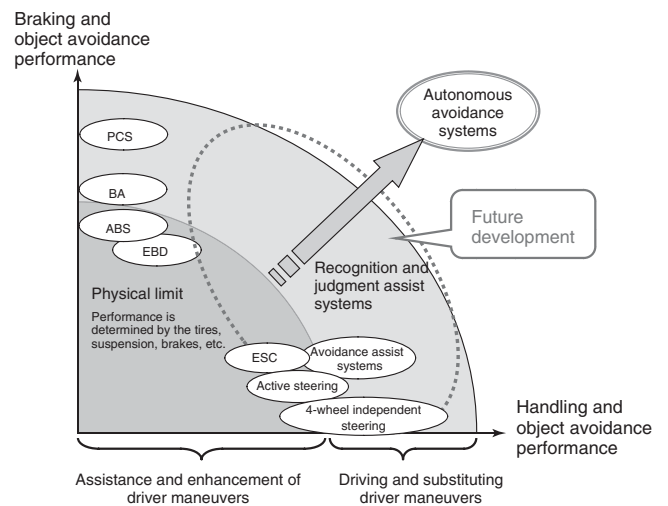 Braking and
object avoidance
performance
Autonomous
avoidance
systems
PCS
BA
ABS
EBD
Future
development
Recognition and
judgment assist
systems
Physical limit
Performance is
determined by the tires,
suspension, brakes, etc.
ESC
Avoidance assist
systems
Active steering
4-wheel independent
steering
Handling and
object avoidance
performance
Assistance and enhancement of
driver maneuvers
Driving and substituting
driver maneuvers